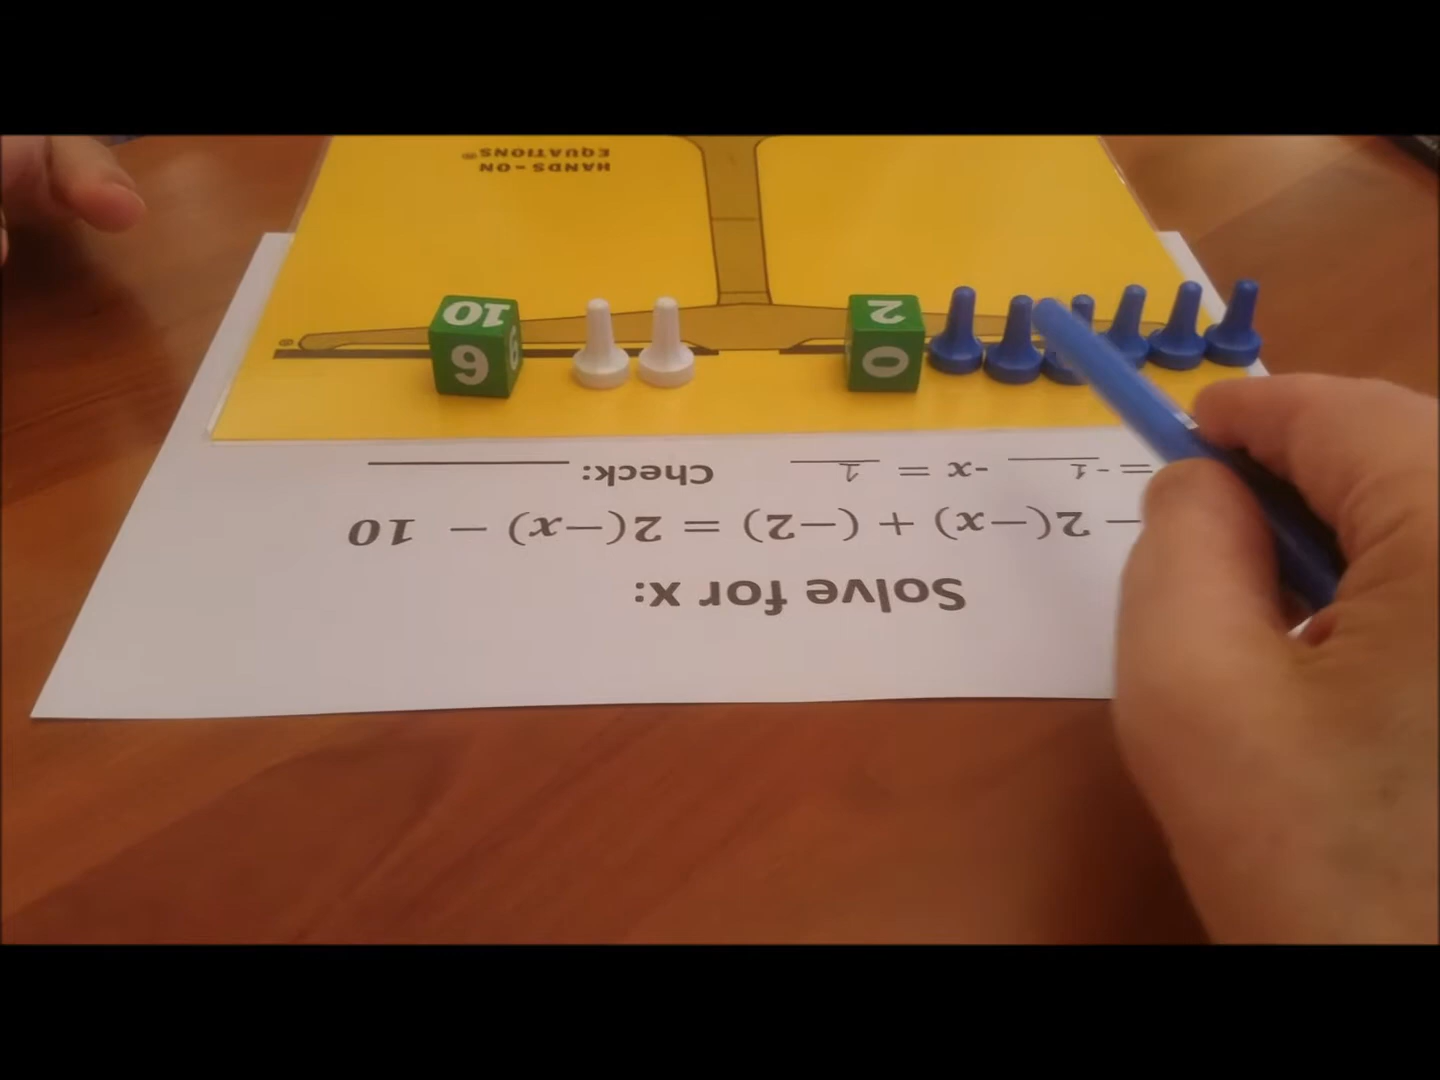 Solve for x:
− 2(−x) + (−2) = 2(−x) − 10
= -1 -x = 1 Check:
HANDS-ON
EQUATIONS®
2
0
10
6